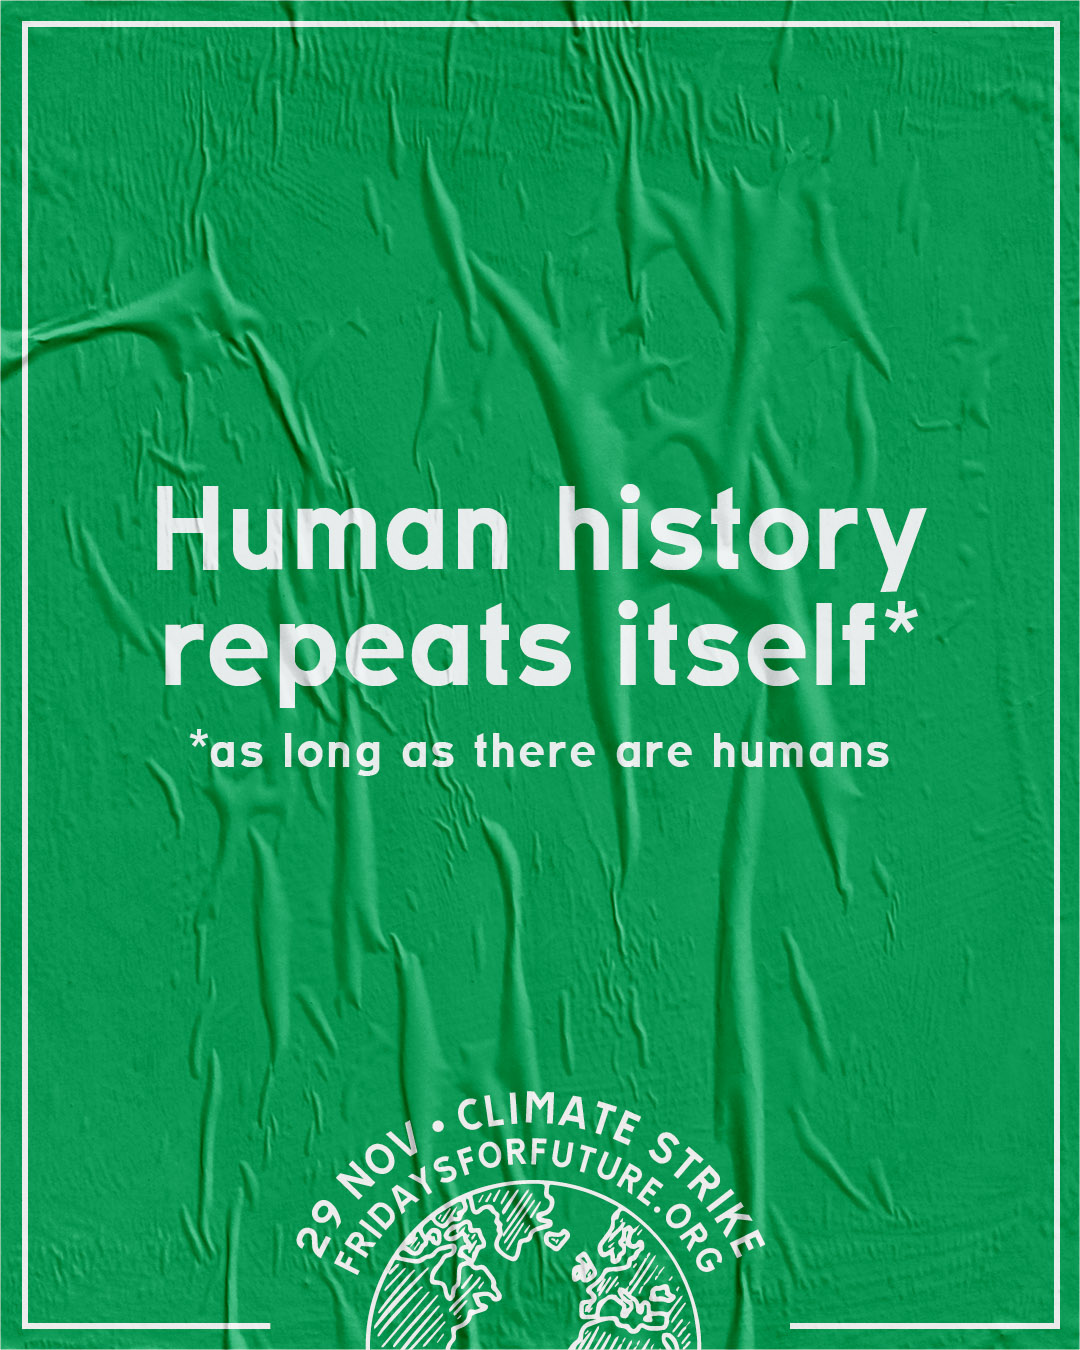 Human history
repeats itself*
*as long as there are humans
29 NOV • CLIMATE STRIKE
FRIDAYSFORFUTURE.ORG